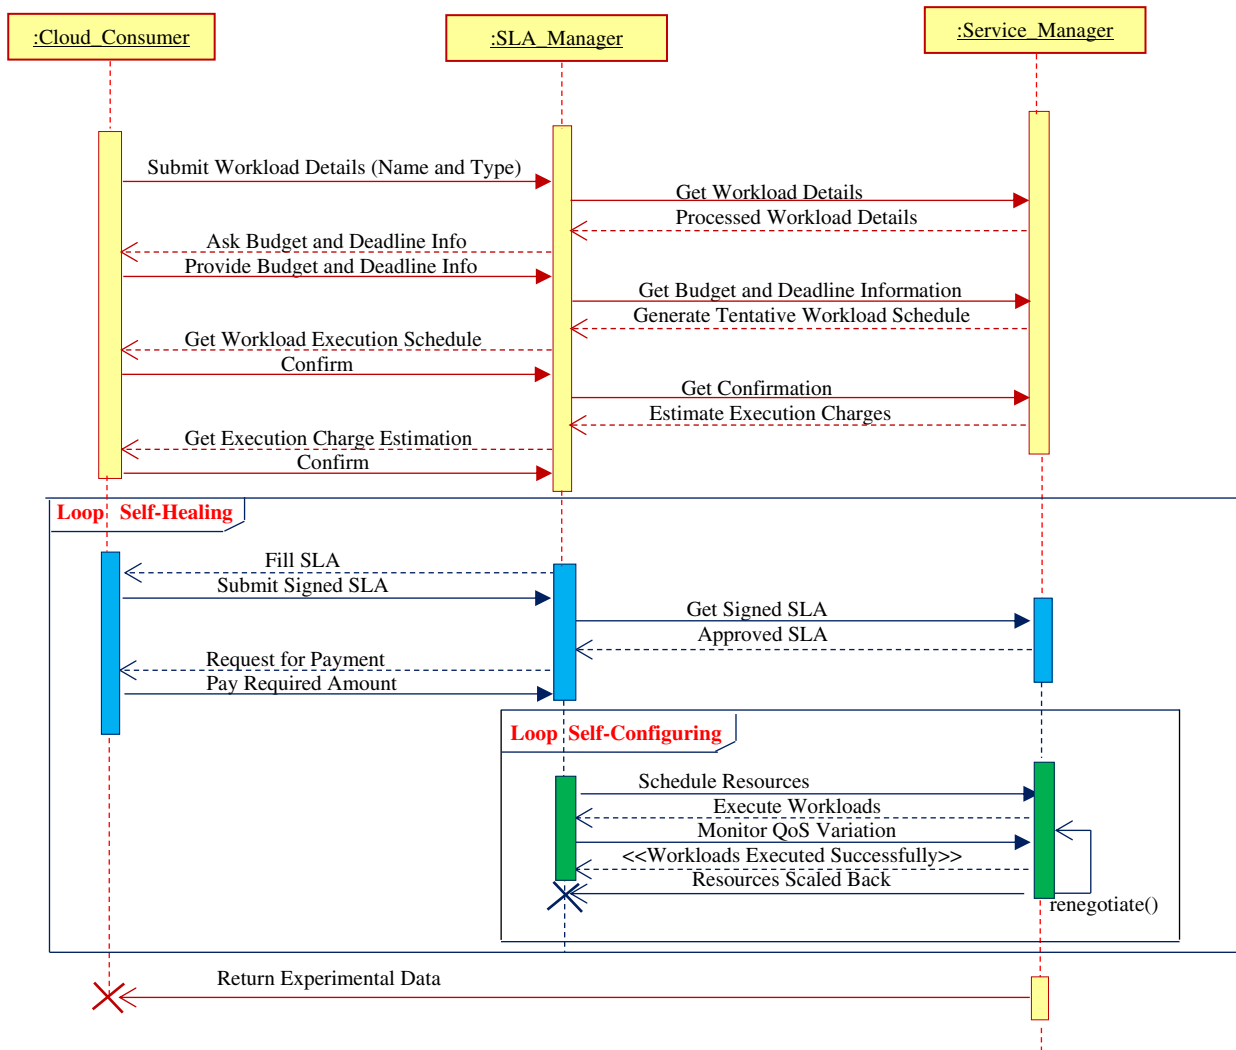 :Cloud_Consumer
:SLA_Manager
:Service_Manager
Submit Workload Details (Name and Type)
Get Workload Details
Processed Workload Details
Ask Budget and Deadline Info
Provide Budget and Deadline Info
Get Budget and Deadline Information
Generate Tentative Workload Schedule
Get Workload Execution Schedule
Confirm
Get Confirmation
Estimate Execution Charges
Get Execution Charge Estimation
Confirm
Loop Self-Healing
Fill SLA
Submit Signed SLA
Get Signed SLA
Approved SLA
Request for Payment
Pay Required Amount
Loop Self-Configuring
Schedule Resources
Execute Workloads
Monitor QoS Variation
<<Workloads Executed Successfully>>
Resources Scaled Back
renegotiate()
Return Experimental Data